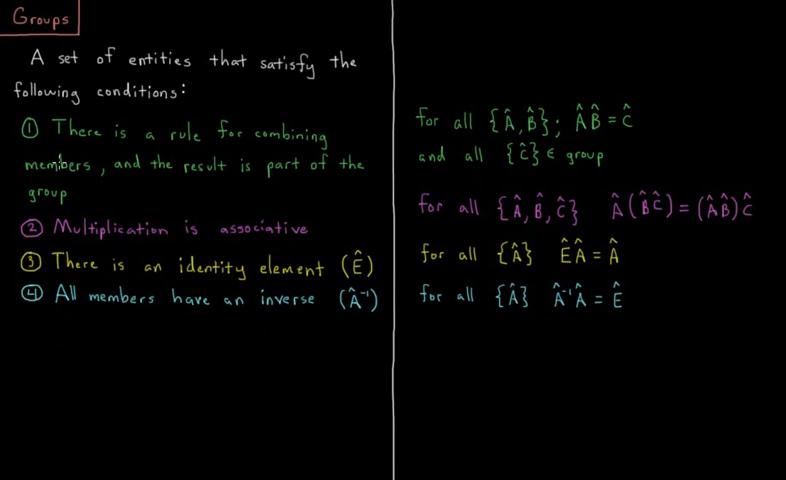 Groups
A set of entities that satisfy the
following conditions:
① There is a rule for combining
members, and the result is part of the
group
② Multiplication is associative
③ There is an identity element (Ê)
④ All members have an inverse (Â⁻¹)
for all {Â, B̂}; ÂB̂ = Ĉ
and all {Ĉ} ∈ group
for all {Â, B̂, Ĉ} Â(B̂Ĉ) = (ÂB̂)Ĉ
for all {Â} ÊÂ = Â
for all {Â} Â⁻¹Â = Ê